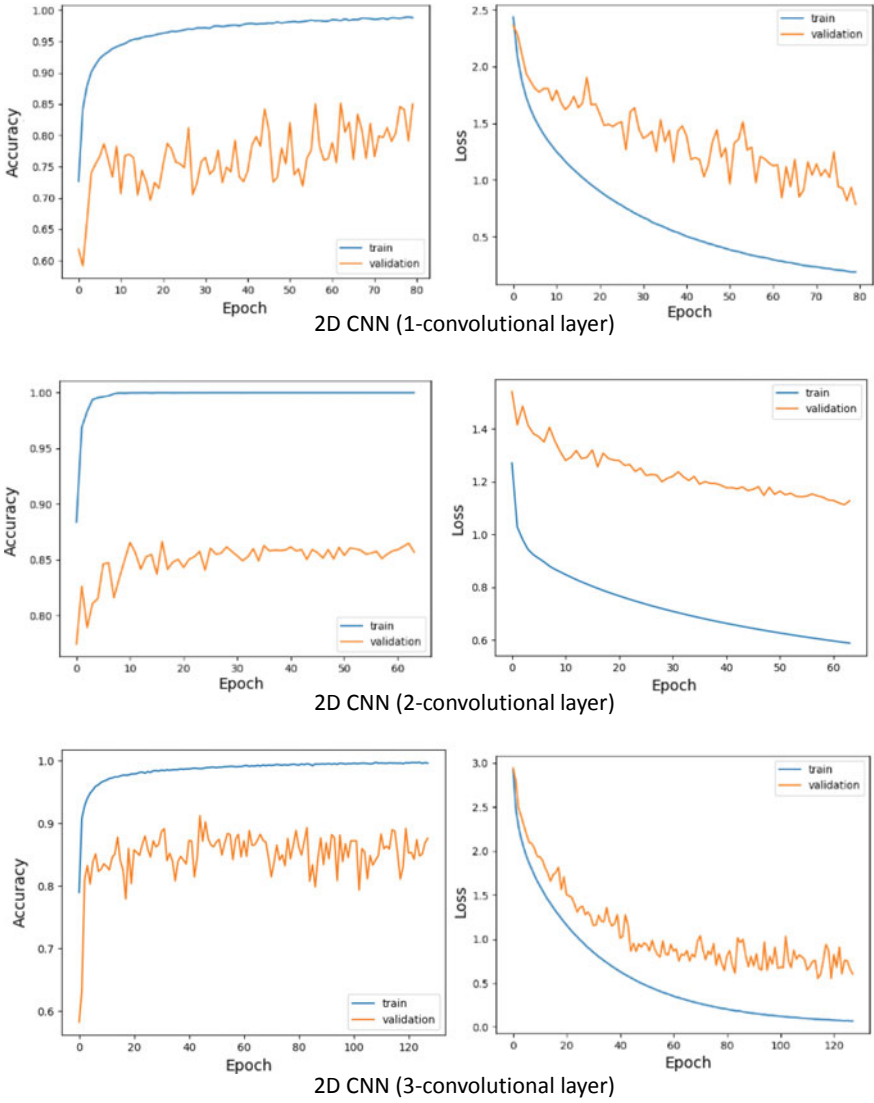 1.00
0.95
0.90
0.85
0.80
0.75
0.70
0.65
0.60
Accuracy
0 10 20 30 40 50 60 70 80
Epoch
train
validation
2.5
2.0
1.5
1.0
0.5
Loss
0 10 20 30 40 50 60 70 80
Epoch
train
validation
2D CNN (1-convolutional layer)
1.00
0.95
0.90
0.85
0.80
Accuracy
0 10 20 30 40 50 60
Epoch
train
validation
1.4
1.2
1.0
0.8
0.6
Loss
0 10 20 30 40 50 60
Epoch
train
validation
2D CNN (2-convolutional layer)
1.0
0.9
0.8
0.7
0.6
Accuracy
0 20 40 60 80 100 120
Epoch
train
validation
3.0
2.5
2.0
1.5
1.0
0.5
0.0
Loss
0 20 40 60 80 100 120
Epoch
train
validation
2D CNN (3-convolutional layer)